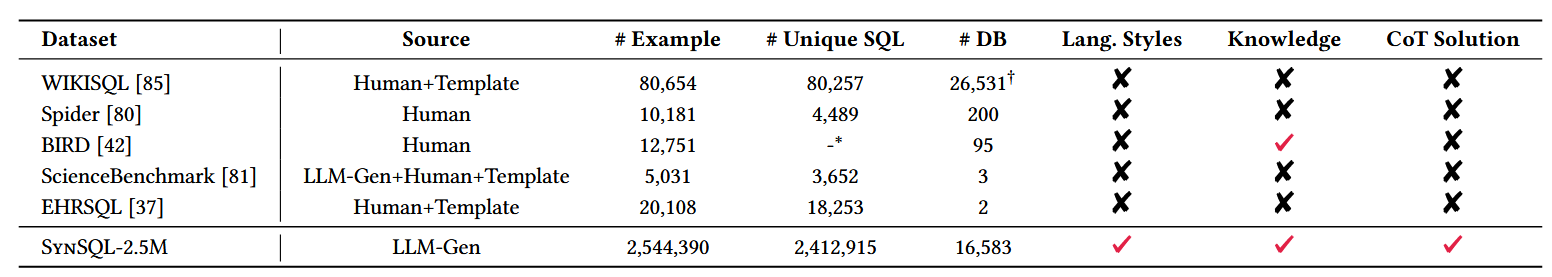 Dataset Source # Example # Unique SQL # DB Lang. Styles Knowledge CoT Solution
WIKISQL [85] Human+Template 80,654 80,257 26,531† ✘ ✘ ✘
Spider [80] Human 10,181 4,489 200 ✘ ✘ ✘
BIRD [42] Human 12,751 -* 95 ✘ ✓ ✘
ScienceBenchmark [81] LLM-Gen+Human+Template 5,031 3,652 3 ✘ ✘ ✘
EHRSQL [37] Human+Template 20,108 18,253 2 ✘ ✘ ✘
SynSQL-2.5M LLM-Gen 2,544,390 2,412,915 16,583 ✓ ✓ ✓